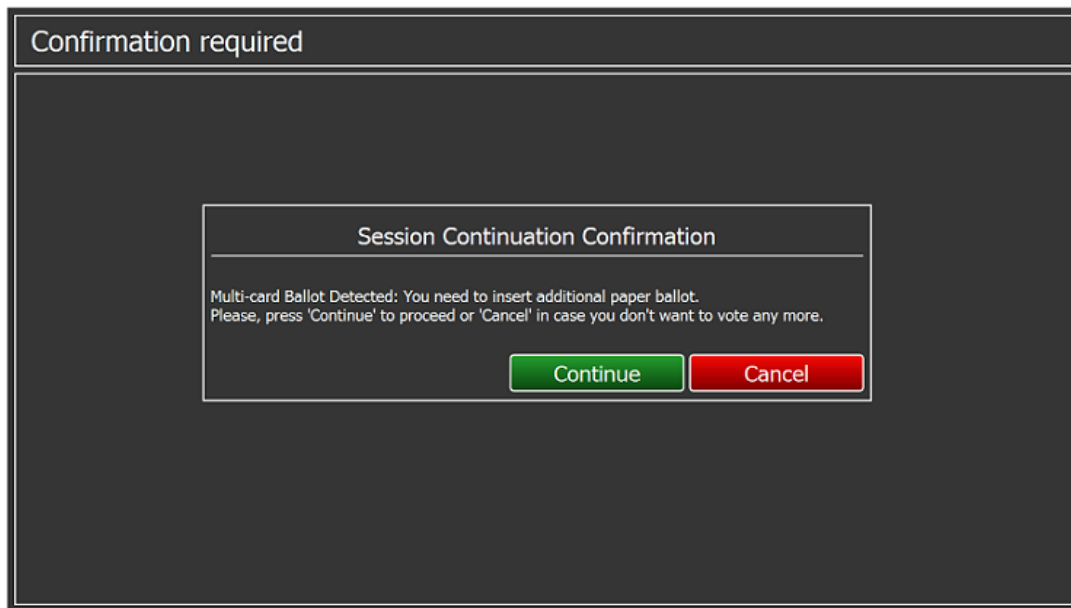 Confirmation required
Session Continuation Confirmation
Multi-card Ballot Detected: You need to insert additional paper ballot.
Please, press 'Continue' to proceed or 'Cancel' in case you don't want to vote any more.
Continue
Cancel